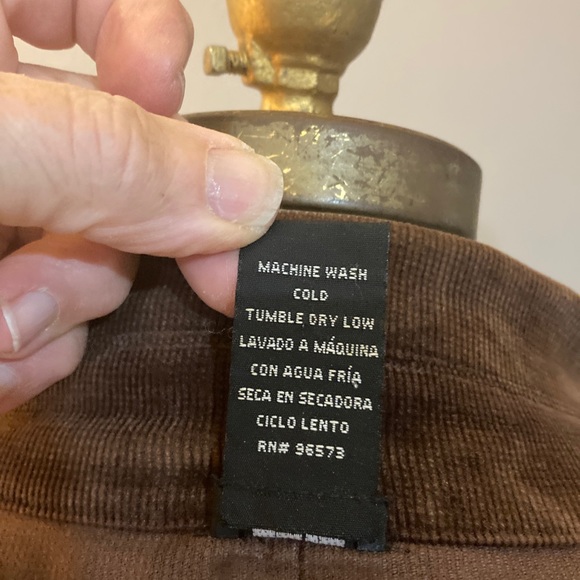 MACHINE WASH
COLD
TUMBLE DRY LOW
LAVADO A MÁQUINA
CON AGUA FRÍA
SECA EN SECADORA
CICLO LENTO
RN# 96573